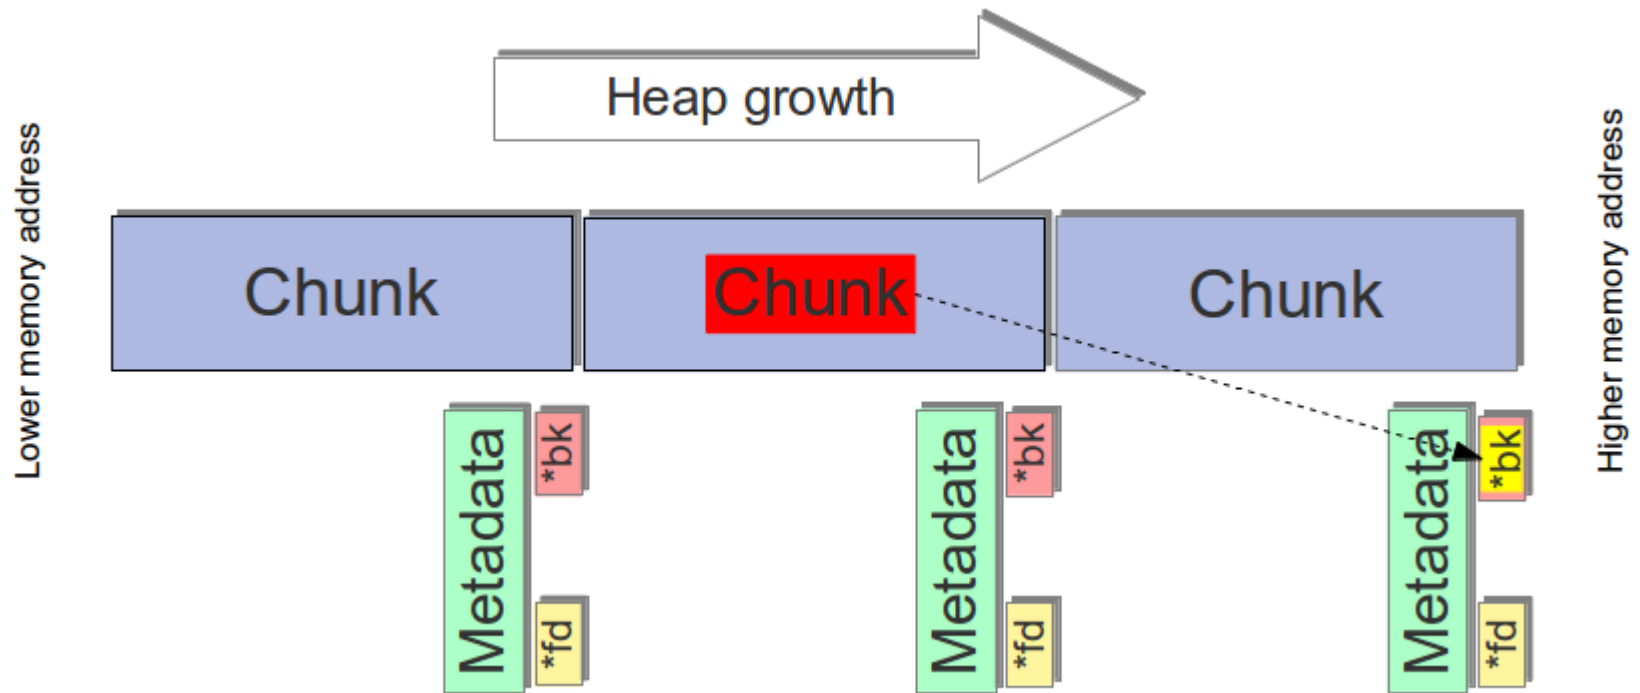 Heap growth
Lower memory address
Higher memory address
Chunk
Chunk
Chunk
Metadata
*bk
*fd
Metadata
*bk
*fd
Metadata
*bk
*fd